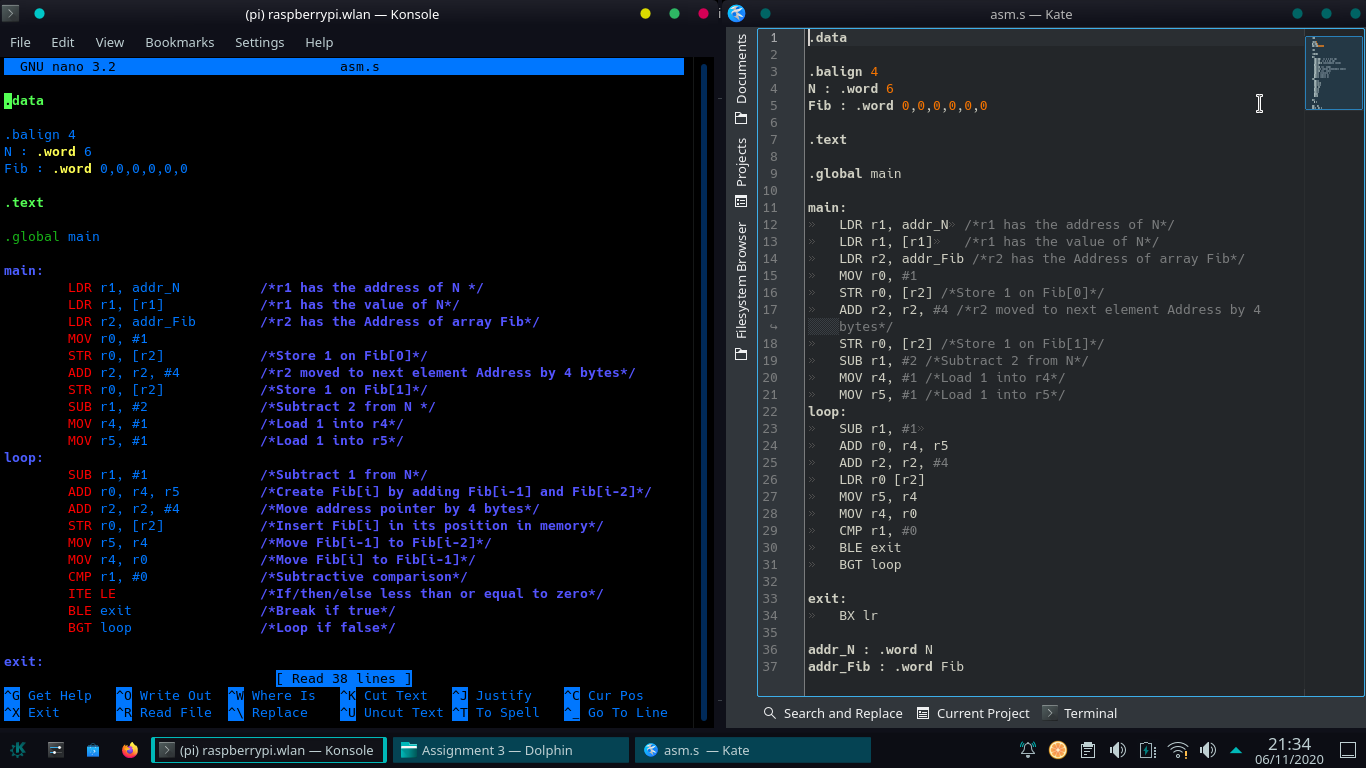 (pi) raspberrypi.wlan — Konsole
File Edit View Bookmarks Settings Help
GNU nano 3.2 asm.s
.data
.balign 4
N : .word 6
Fib : .word 0,0,0,0,0,0
.text
.global main
main:
LDR r1, addr_N /*r1 has the address of N */
LDR r1, [r1] /*r1 has the value of N*/
LDR r2, addr_Fib /*r2 has the Address of array Fib*/
MOV r0, #1
STR r0, [r2] /*Store 1 on Fib[0]*/
ADD r2, r2, #4 /*r2 moved to next element Address by 4 bytes*/
STR r0, [r2] /*Store 1 on Fib[1]*/
SUB r1, #2 /*Subtract 2 from N */
MOV r4, #1 /*Load 1 into r4*/
MOV r5, #1 /*Load 1 into r5*/
loop:
SUB r1, #1 /*Subtract 1 from N*/
ADD r0, r4, r5 /*Create Fib[i] by adding Fib[i-1] and Fib[i-2]*/
ADD r2, r2, #4 /*Move address pointer by 4 bytes*/
STR r0, [r2] /*Insert Fib[i] in its position in memory*/
MOV r5, r4 /*Move Fib[i-1] to Fib[i-2]*/
MOV r4, r0 /*Move Fib[i] to Fib[i-1]*/
CMP r1, #0 /*Subtractive comparison*/
ITE LE /*If/then/else less than or equal to zero*/
BLE exit /*Break if true*/
BGT loop /*Loop if false*/
exit:
[ Read 38 lines ]
^G Get Help ^O Write Out ^W Where Is ^K Cut Text ^J Justify ^C Cur Pos
^X Exit ^R Read File ^\ Replace ^U Uncut Text ^T To Spell ^_ Go To Line
asm.s — Kate
Documents
Projects
Filesystem Browser
1 .data
2
3 .balign 4
4 N : .word 6
5 Fib : .word 0,0,0,0,0,0
6
7 .text
8
9 .global main
10
11 main:
12 » LDR r1, addr_N» /*r1 has the address of N*/
13 » LDR r1, [r1]» /*r1 has the value of N*/
14 » LDR r2, addr_Fib /*r2 has the Address of array Fib*/
15 » MOV r0, #1
16 » STR r0, [r2] /*Store 1 on Fib[0]*/
17 » ADD r2, r2, #4 /*r2 moved to next element Address by 4
bytes*/
18 » STR r0, [r2] /*Store 1 on Fib[1]*/
19 » SUB r1, #2 /*Subtract 2 from N*/
20 » MOV r4, #1 /*Load 1 into r4*/
21 » MOV r5, #1 /*Load 1 into r5*/
22 loop:
23 » SUB r1, #1»
24 » ADD r0, r4, r5
25 » ADD r2, r2, #4
26 » LDR r0 [r2]
27 » MOV r5, r4
28 » MOV r4, r0
29 » CMP r1, #0
30 » BLE exit
31 » BGT loop
32
33 exit:
34 » BX lr
35
36 addr_N : .word N
37 addr_Fib : .word Fib
Search and Replace Current Project Terminal
(pi) raspberrypi.wlan — Konsole
Assignment 3 — Dolphin
asm.s — Kate
21:34
06/11/2020